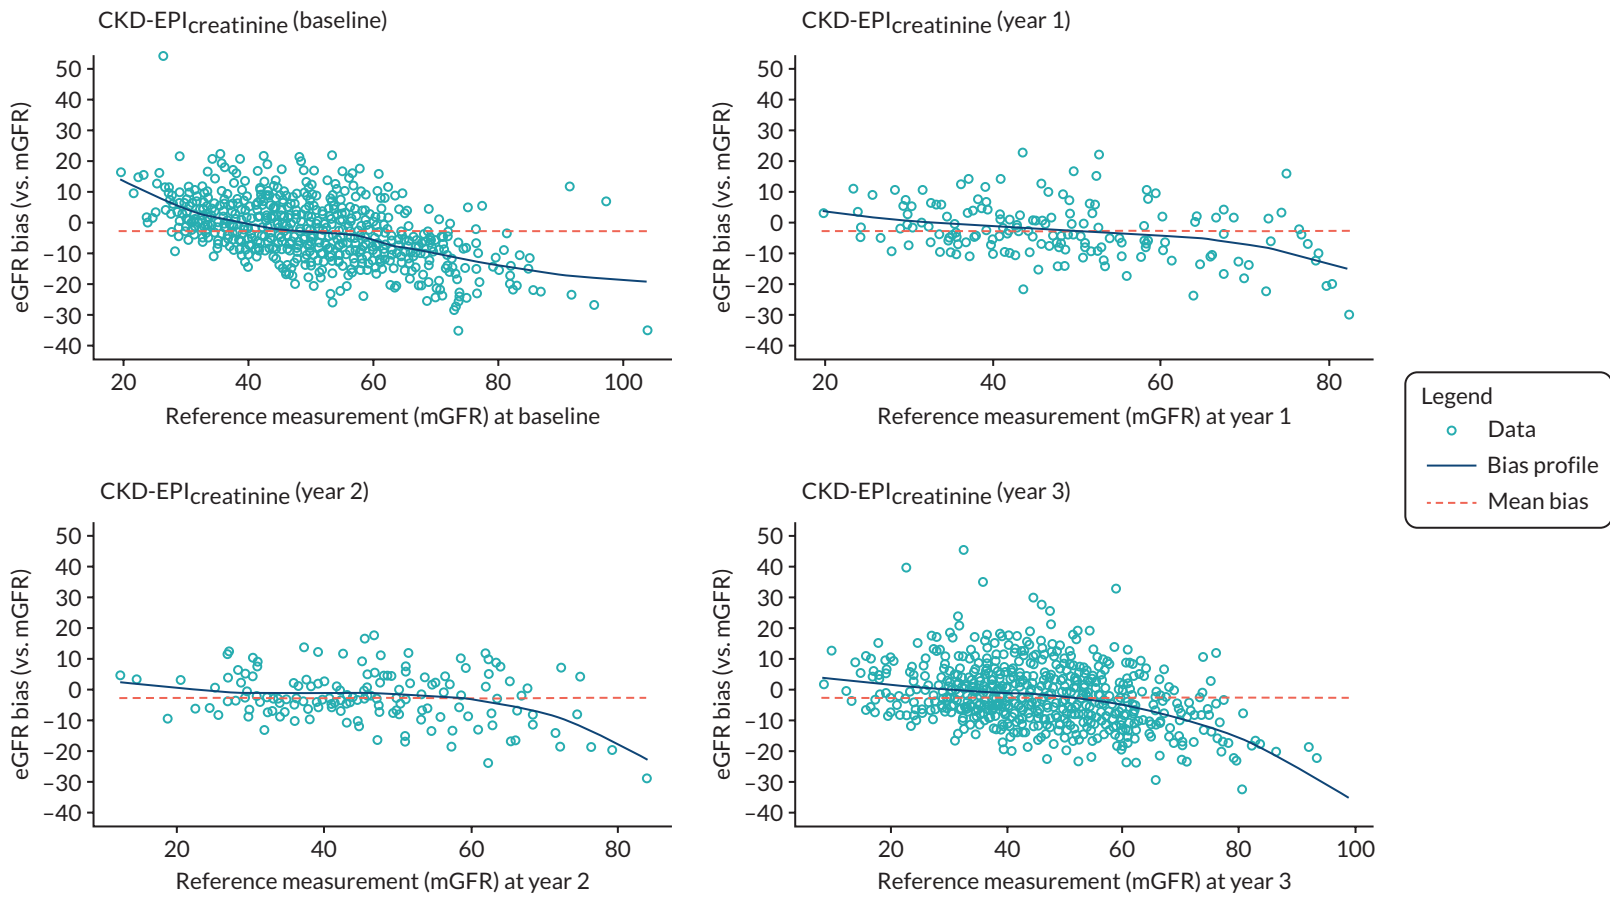 CKD-EPIcreatinine (baseline)
50
40
30
20
10
0
−10
−20
−30
−40
eGFR bias (vs. mGFR)
20 40 60 80 100
Reference measurement (mGFR) at baseline
CKD-EPIcreatinine (year 1)
50
40
30
20
10
0
−10
−20
−30
−40
eGFR bias (vs. mGFR)
20 40 60 80
Reference measurement (mGFR) at year 1
Legend
Data
Bias profile
Mean bias
CKD-EPIcreatinine (year 2)
50
40
30
20
10
0
−10
−20
−30
−40
eGFR bias (vs. mGFR)
20 40 60 80
Reference measurement (mGFR) at year 2
CKD-EPIcreatinine (year 3)
50
40
30
20
10
0
−10
−20
−30
−40
eGFR bias (vs. mGFR)
20 40 60 80 100
Reference measurement (mGFR) at year 3